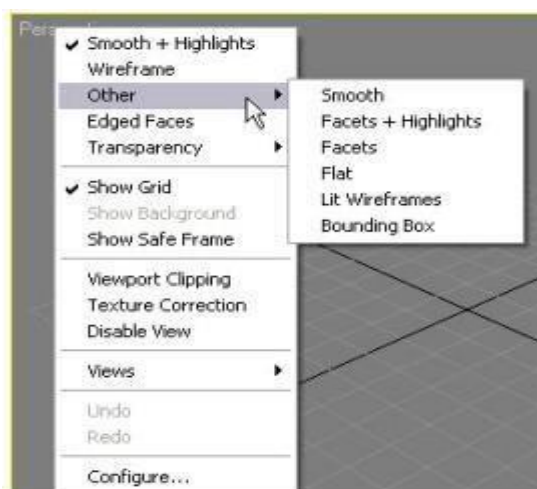 Smooth + Highlights
Wireframe
Other
Edged Faces
Transparency
Show Grid
Show Background
Show Safe Frame
Viewport Clipping
Texture Correction
Disable View
Views
Undo
Redo
Configure...
Smooth
Facets + Highlights
Facets
Flat
Lit Wireframes
Bounding Box